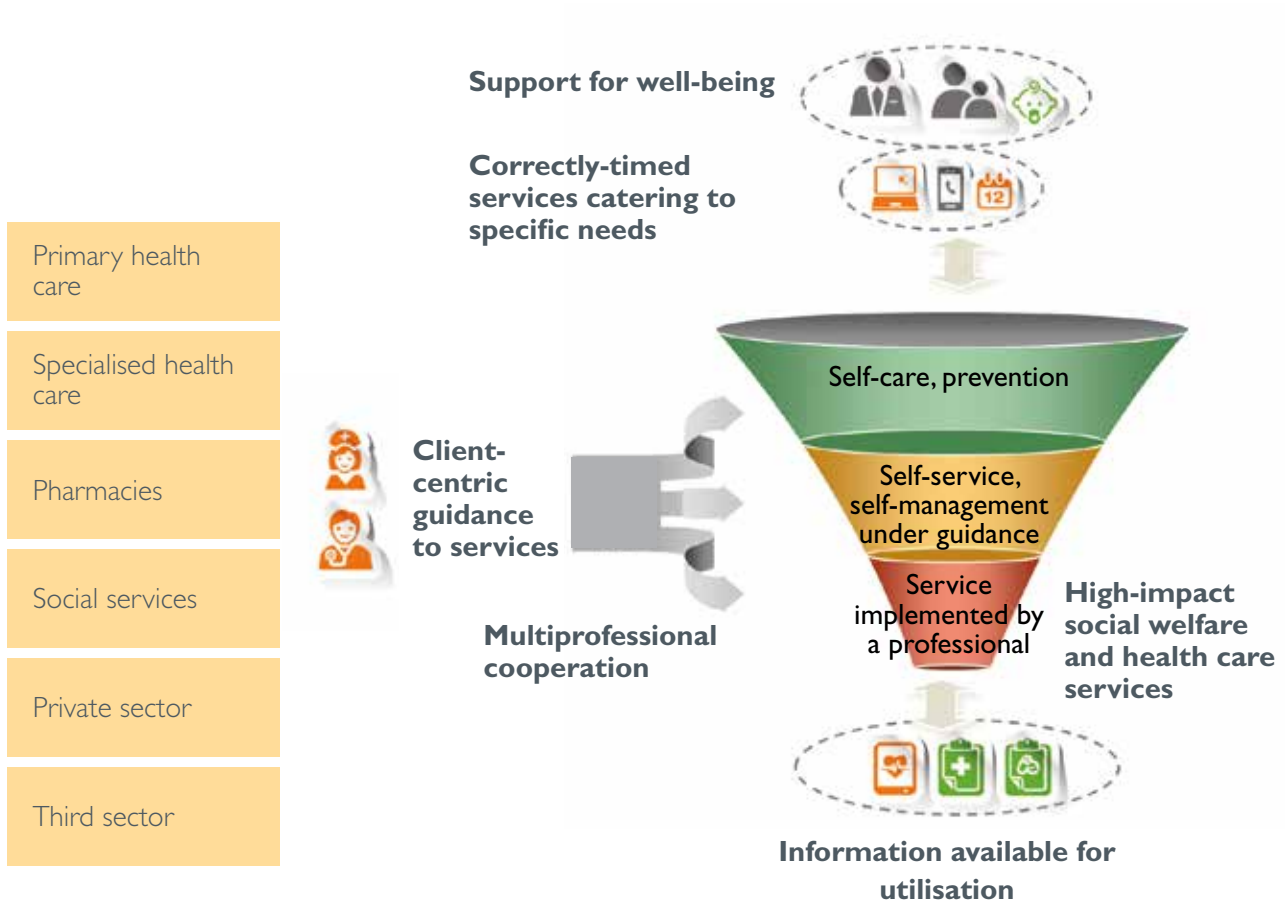 Support for well-being
Correctly-timed
services catering to
specific needs
12
Primary health
care
Specialised health
care
Pharmacies
Social services
Private sector
Third sector
Client-
centric
guidance
to services
Multiprofessional
cooperation
Self-care, prevention
Self-service,
self-management
under guidance
Service
implemented by
a professional
High-impact
social welfare
and health care
services
Information available for
utilisation